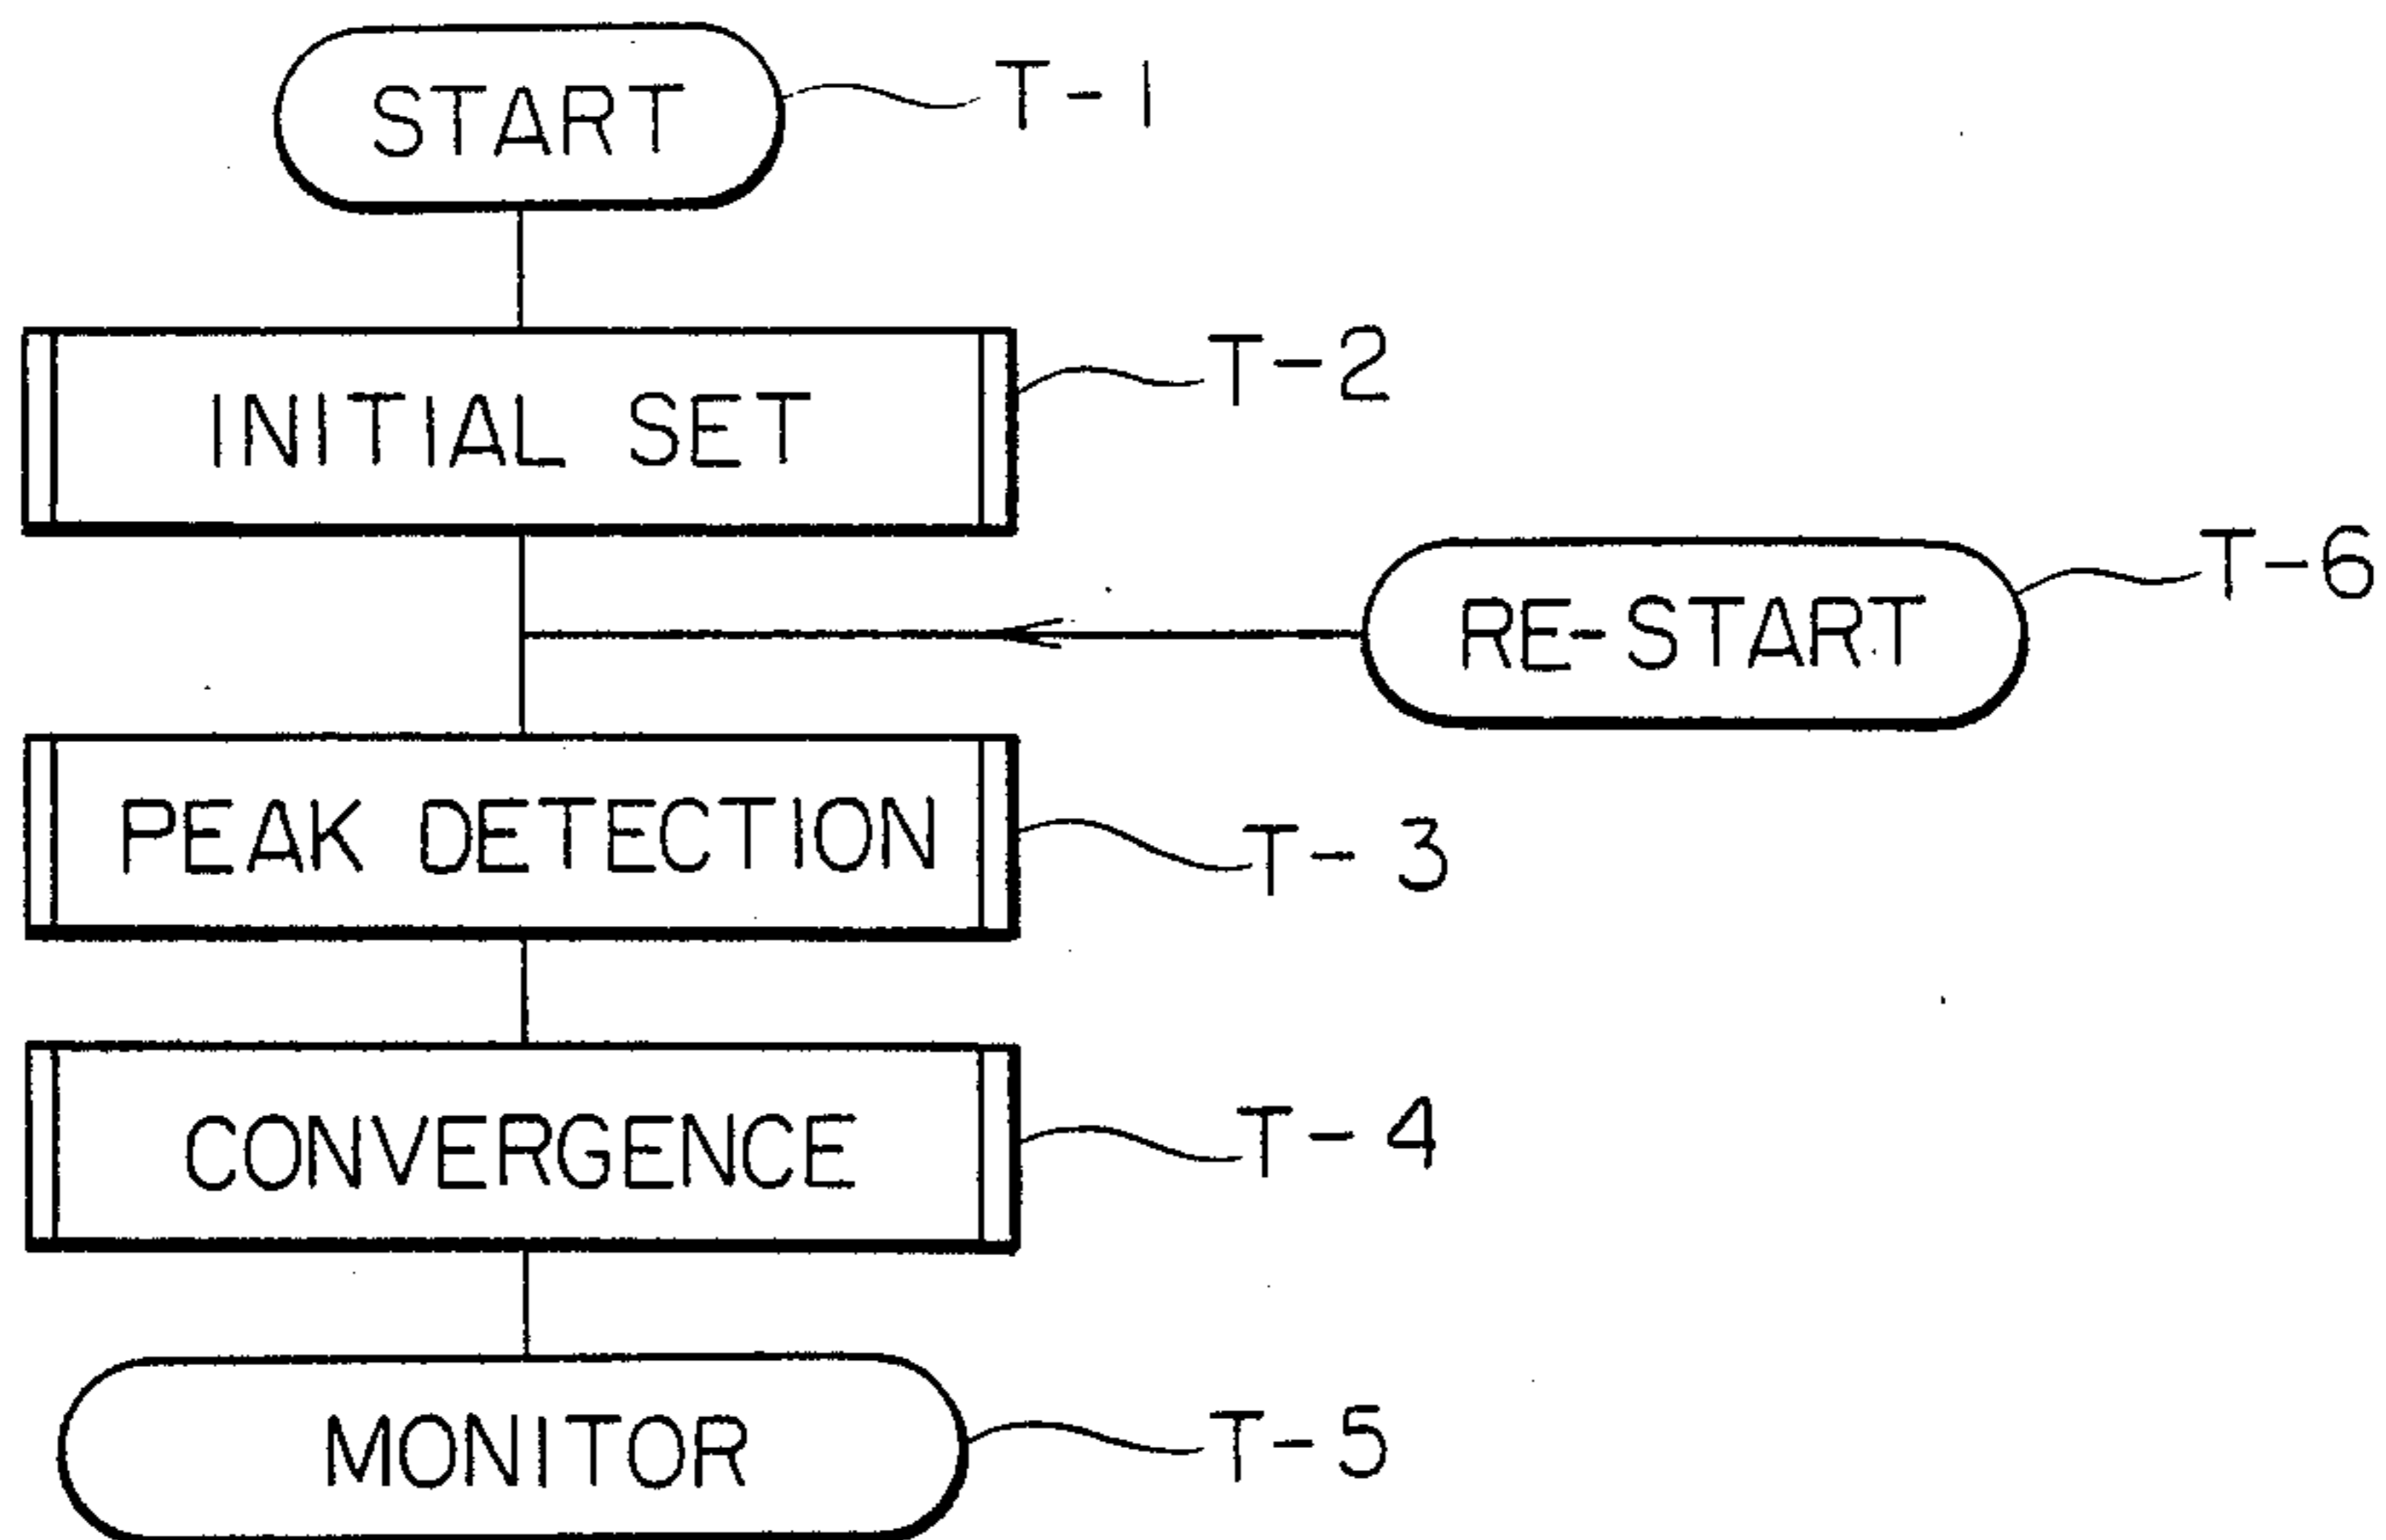 START T-1
INITIAL SET T-2
RE-START T-6
PEAK DETECTION T-3
CONVERGENCE T-4
MONITOR T-5